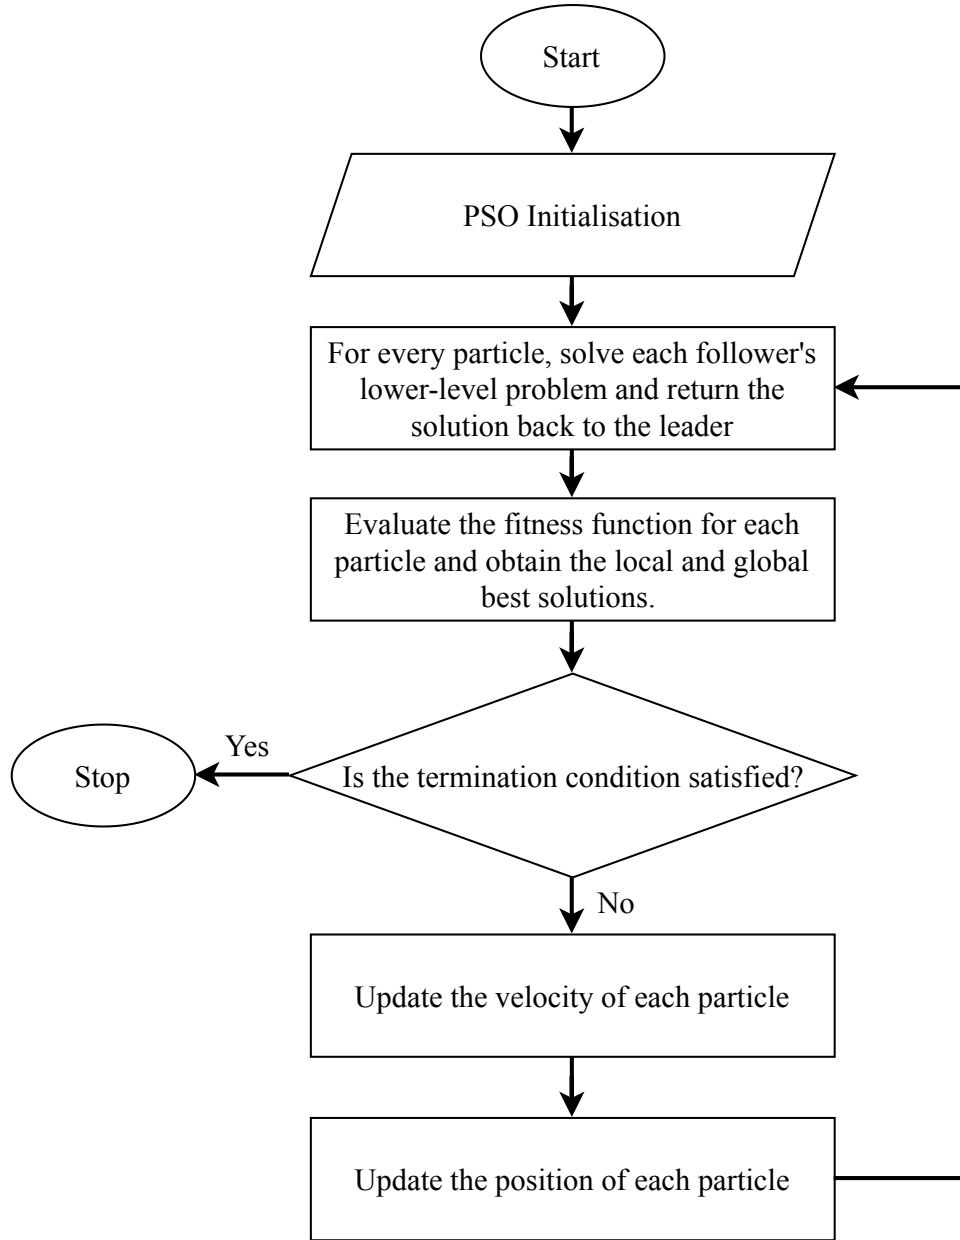 Start
PSO Initialisation
For every particle, solve each follower's
lower-level problem and return the
solution back to the leader
Evaluate the fitness function for each
particle and obtain the local and global
best solutions.
Yes
Stop
Is the termination condition satisfied?
No
Update the velocity of each particle
Update the position of each particle